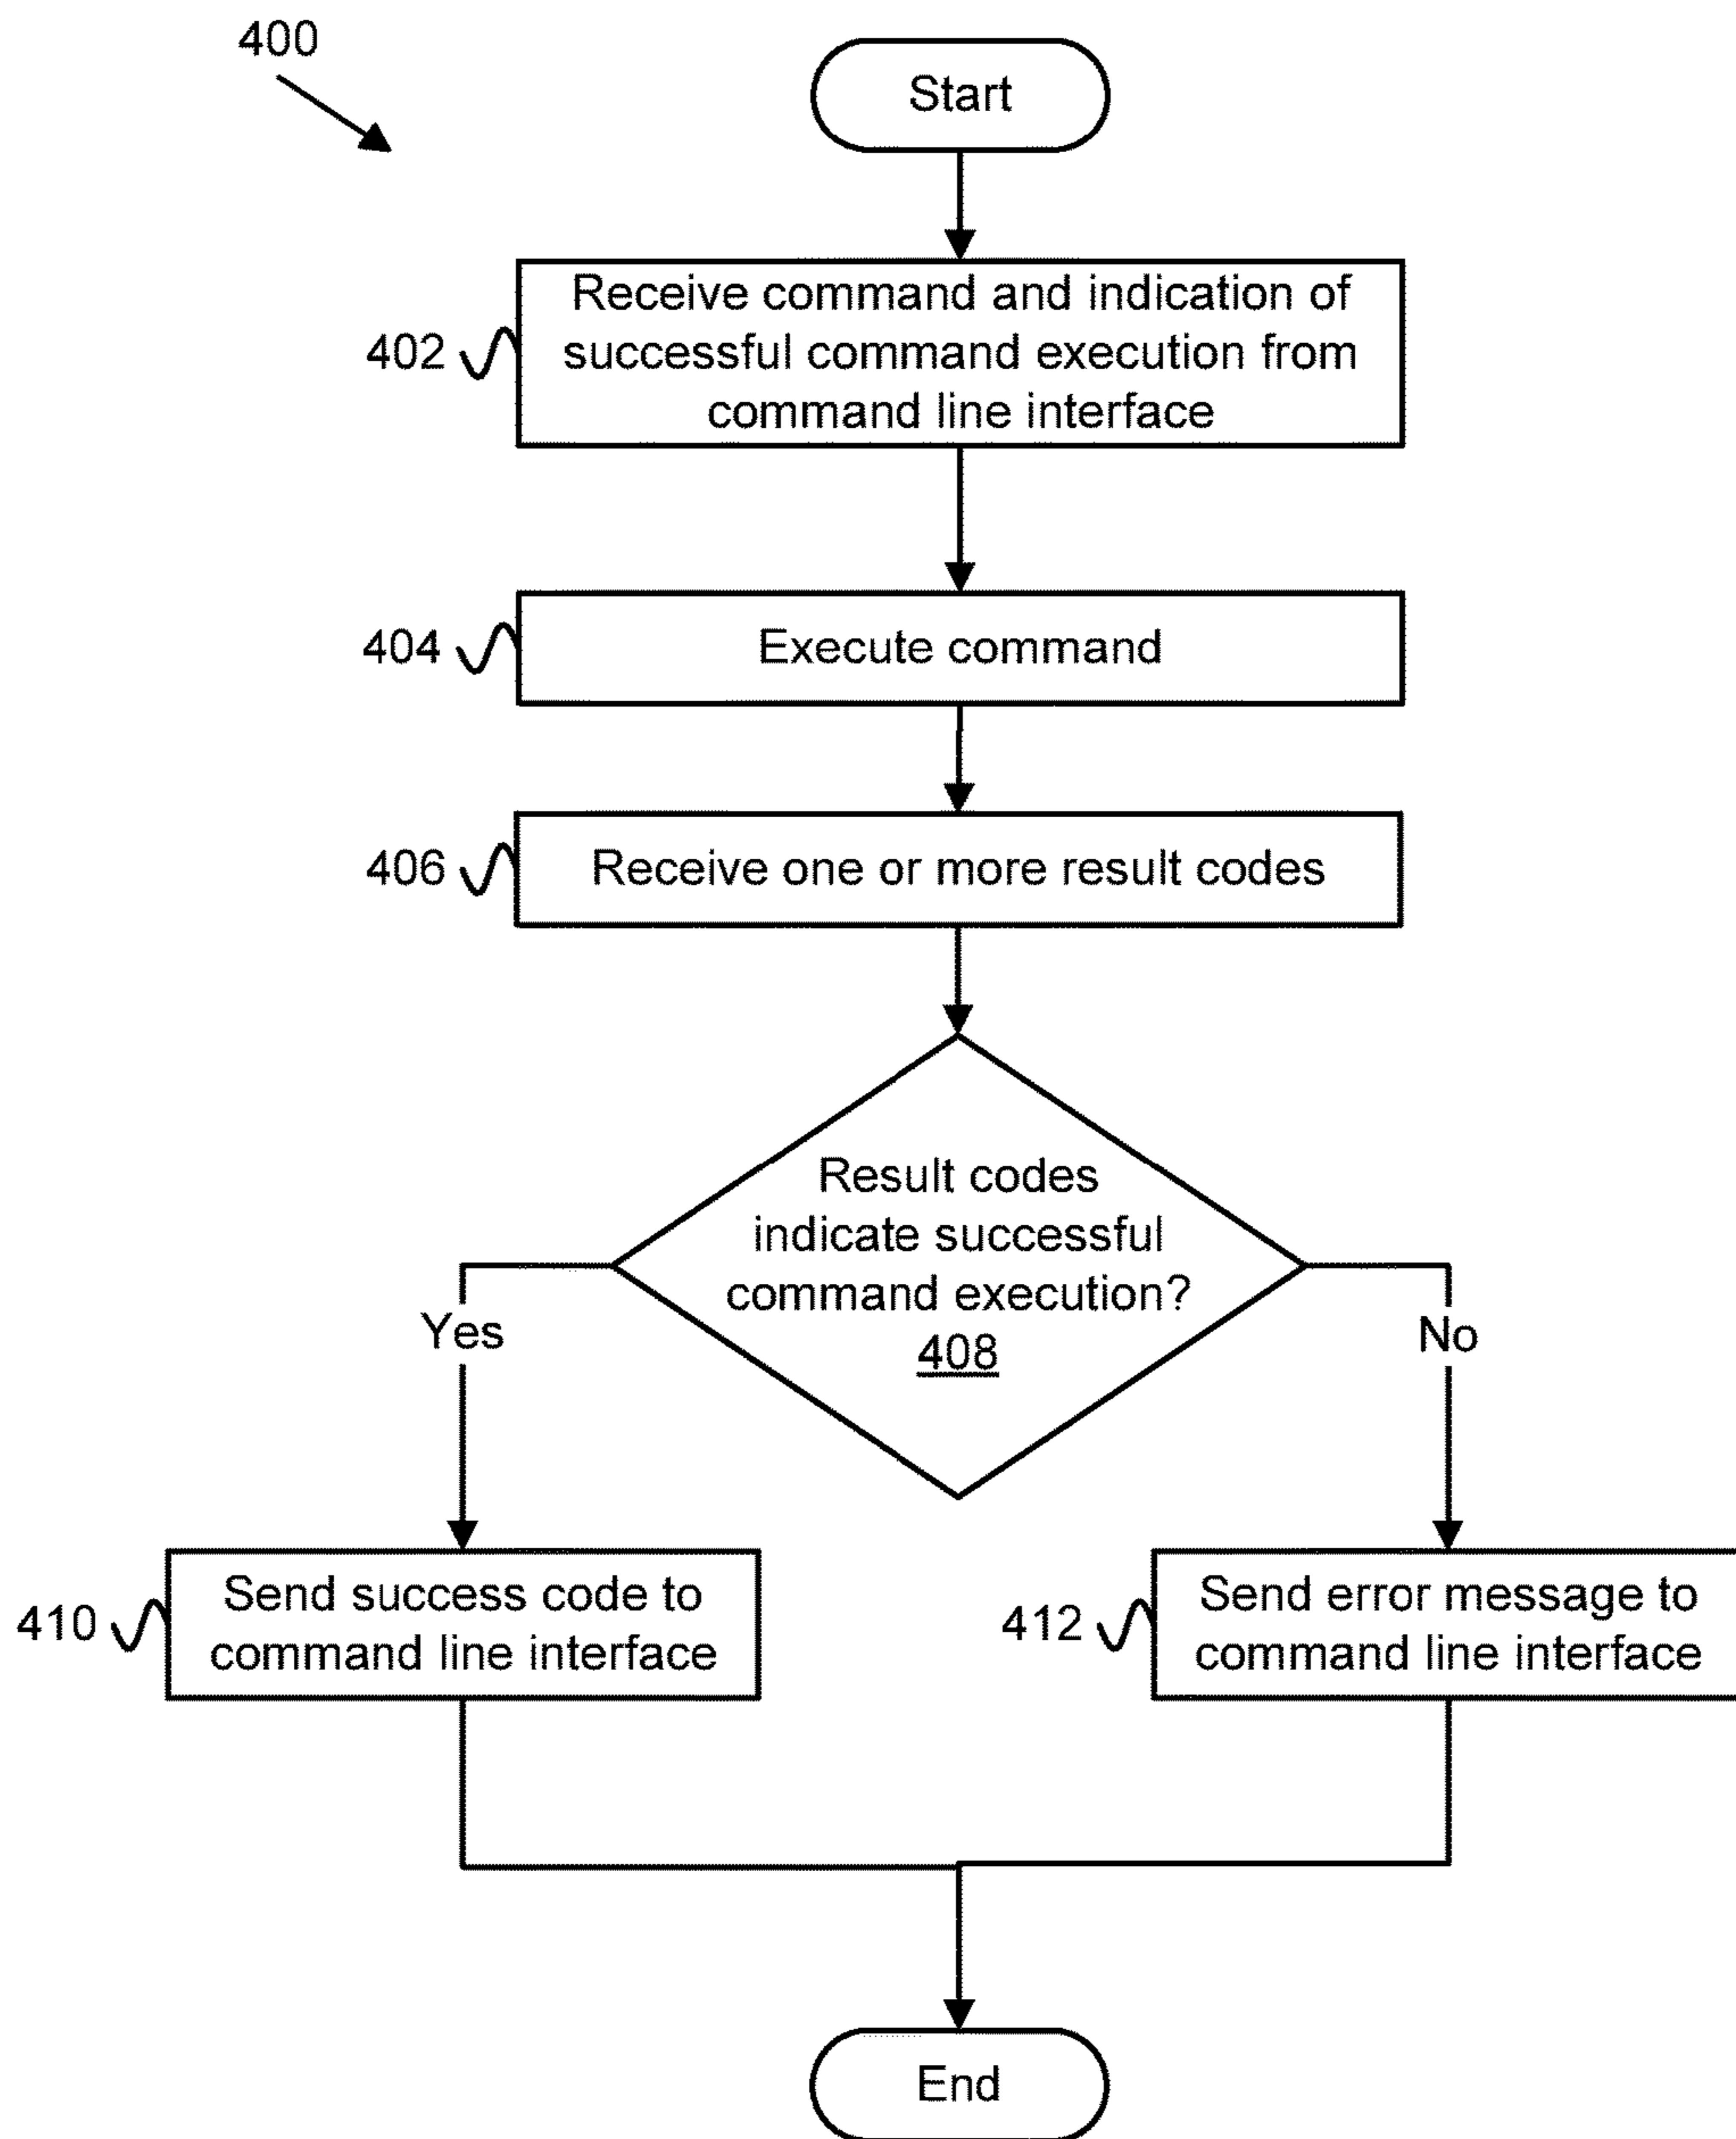 400
Start
Receive command and indication of
successful command execution from
command line interface
402
Execute command
404
Receive one or more result codes
406
Result codes
indicate successful
command execution?
408
Yes
No
Send success code to
command line interface
410
Send error message to
command line interface
412
End